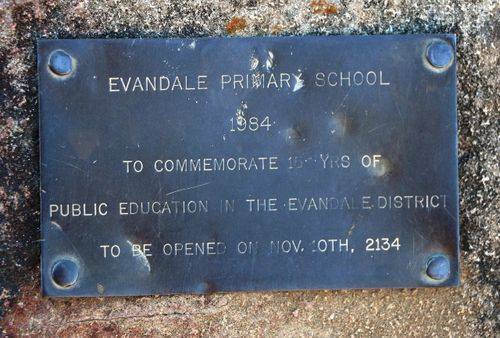 EVANDALE PRIMARY SCHOOL
1984
TO COMMEMORATE YRS OF
PUBLIC EDUCATION IN THE EVANDALE DISTRICT
TO BE OPENED ON NOV. 10TH, 2134